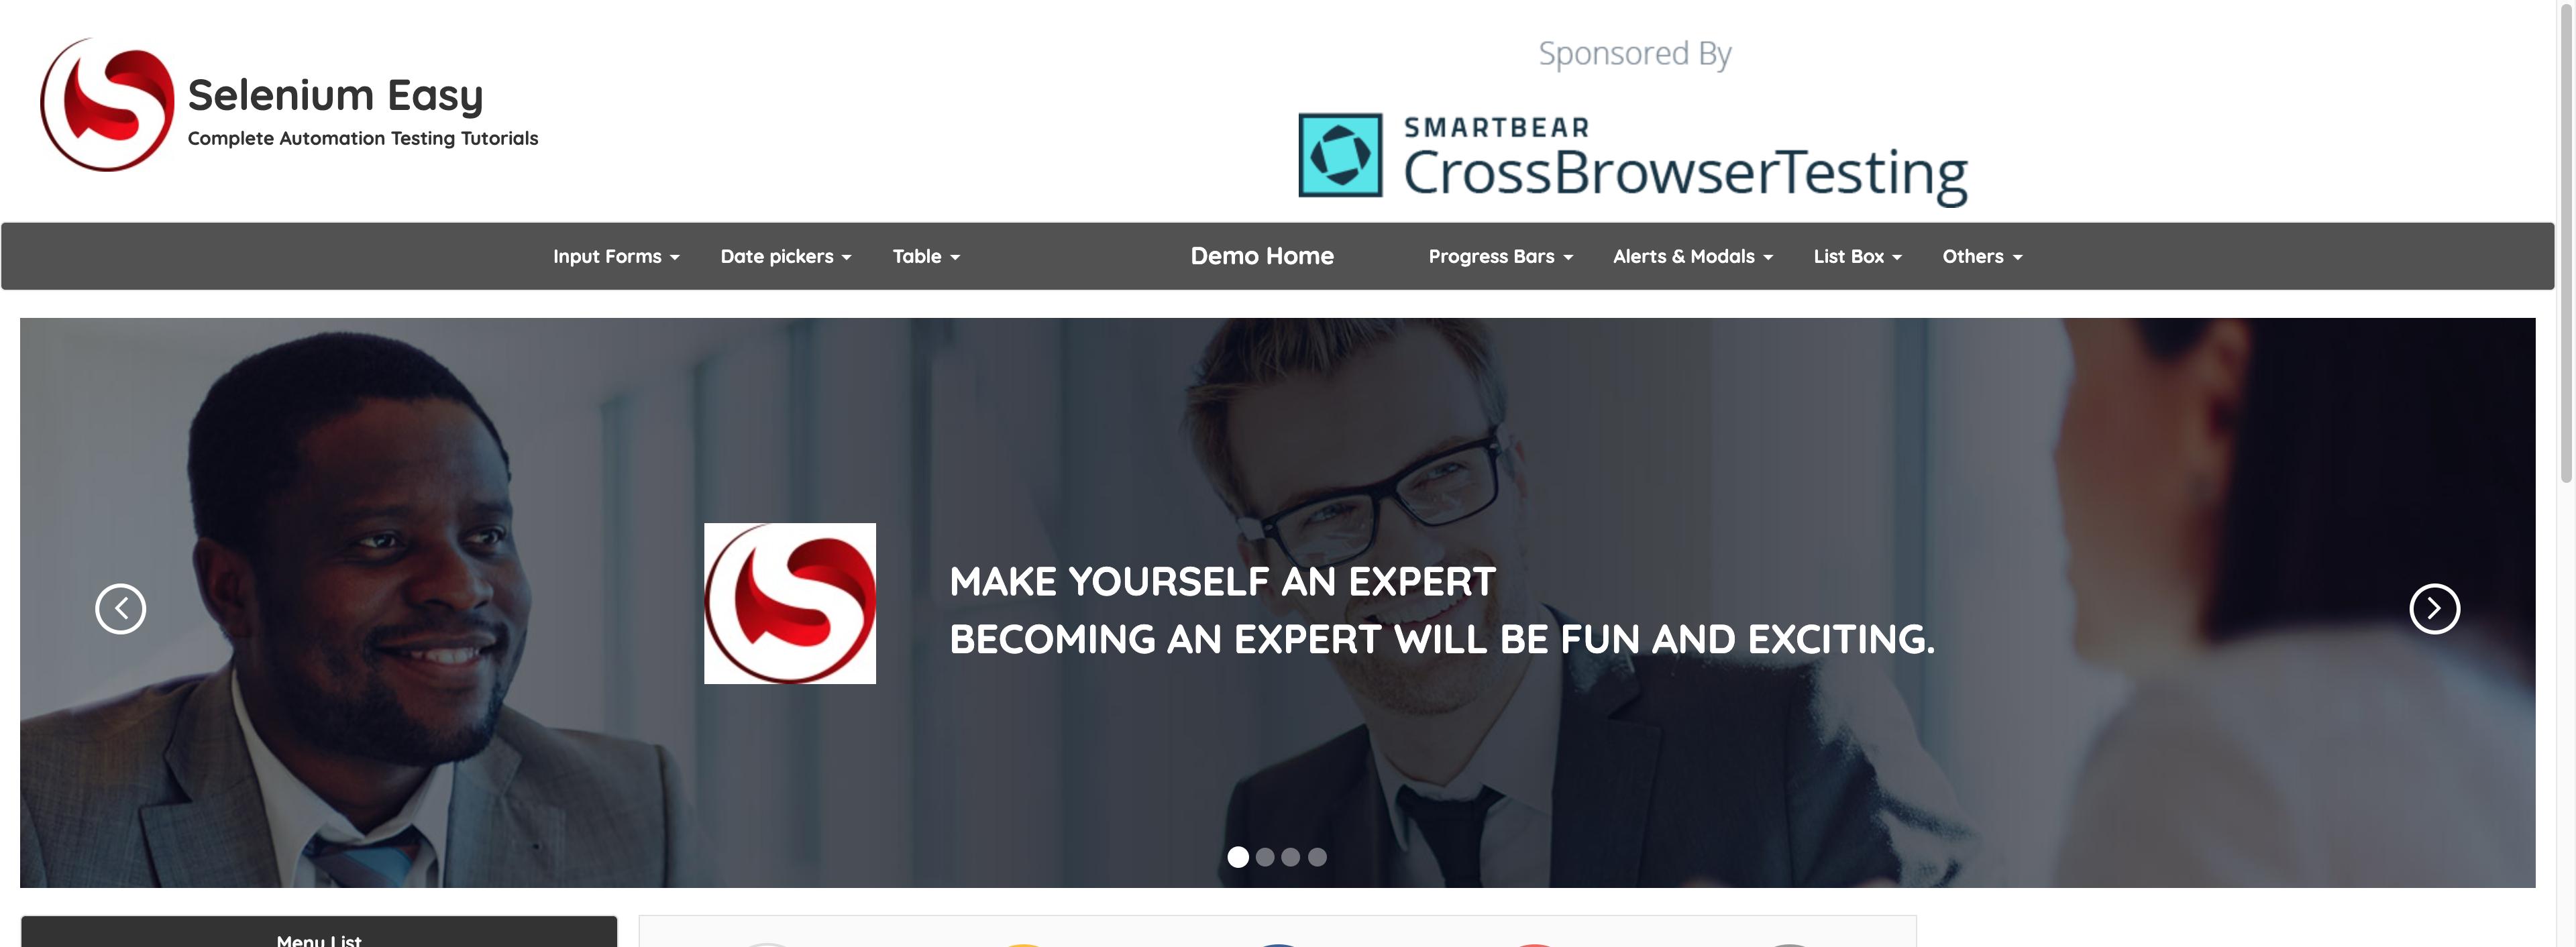 Selenium Easy
Complete Automation Testing Tutorials
Sponsored By
SMARTBEAR
CrossBrowserTesting
Input Forms
Date pickers
Table
Demo Home
Progress Bars
Alerts & Modals
List Box
Others
MAKE YOURSELF AN EXPERT
BECOMING AN EXPERT WILL BE FUN AND EXCITING.
Menu List